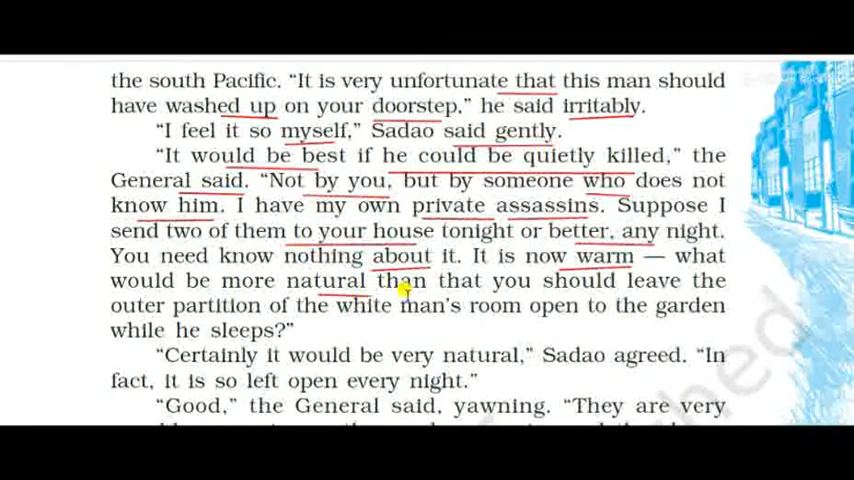 the south Pacific. “It is very unfortunate that this man should
have washed up on your doorstep,” he said irritably.
“I feel it so myself,” Sadao said gently.
“It would be best if he could be quietly killed,” the
General said. “Not by you, but by someone who does not
know him. I have my own private assassins. Suppose I
send two of them to your house tonight or better, any night.
You need know nothing about it. It is now warm — what
would be more natural than that you should leave the
outer partition of the white man’s room open to the garden
while he sleeps?”
“Certainly it would be very natural,” Sadao agreed. “In
fact, it is so left open every night.”
“Good,” the General said, yawning. “They are very